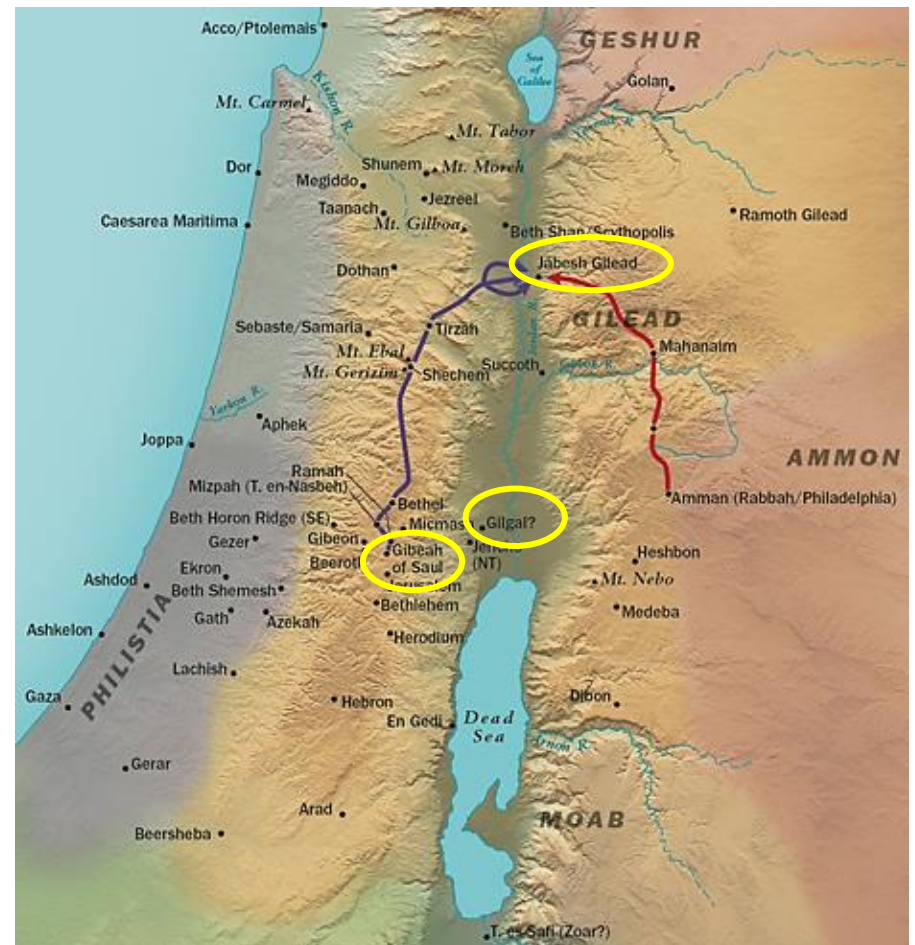 Acco/Ptolemais
GESHUR
Sea
of
Galilee
Golan
Kishon R.
Mt. Carmel
Mt. Tabor
Yarmuk R.
Dor
Shunem
Mt. Moreh
Megiddo
Jezreel
Taanach
Ramoth Gilead
Caesarea Maritima
Mt. Gilboa
Beth Shan/Scythopolis
Jabesh Gilead
Dothan
GILEAD
Sebaste/Samaria
Tirzah
Mahanaim
Mt. Ebal
Succoth
Mt. Gerizim
Shechem
Jordan R.
Yarkon R.
Aphek
Joppa
AMMON
Ramah
Mizpah (T. en-Nasbeh)
Amman (Rabbah/Philadelphia)
Bethel
Beth Horon Ridge (SE)
Micmash
Gilgal?
Gezer
Gibeon
Gibeah
of Saul
Jericho
(NT)
Beeroth
Heshbon
Ekron
Jerusalem
Mt. Nebo
Ashdod
Beth Shemesh
Bethlehem
Medeba
Gath
Azekah
Ashkelon
Herodium
PHILISTIA
Lachish
Gaza
Hebron
Dibon
En Gedi
Dead
Sea
Arnon R.
Gerar
Arad
MOAB
Beersheba
T. es-Safi (Zoar?)